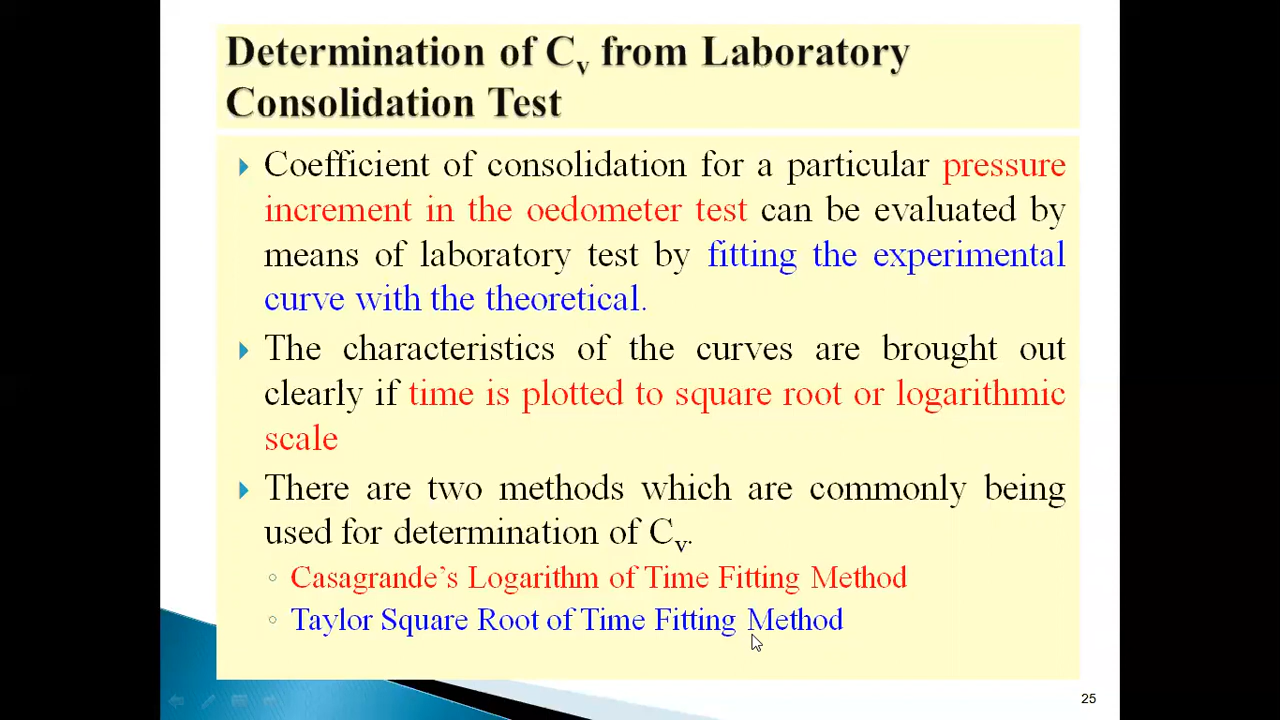 Determination of Cv from Laboratory
Consolidation Test
Coefficient of consolidation for a particular pressure
increment in the oedometer test can be evaluated by
means of laboratory test by fitting the experimental
curve with the theoretical.
The characteristics of the curves are brought out
clearly if time is plotted to square root or logarithmic
scale
There are two methods which are commonly being
used for determination of Cv.
Casagrande's Logarithm of Time Fitting Method
Taylor Square Root of Time Fitting Method
25